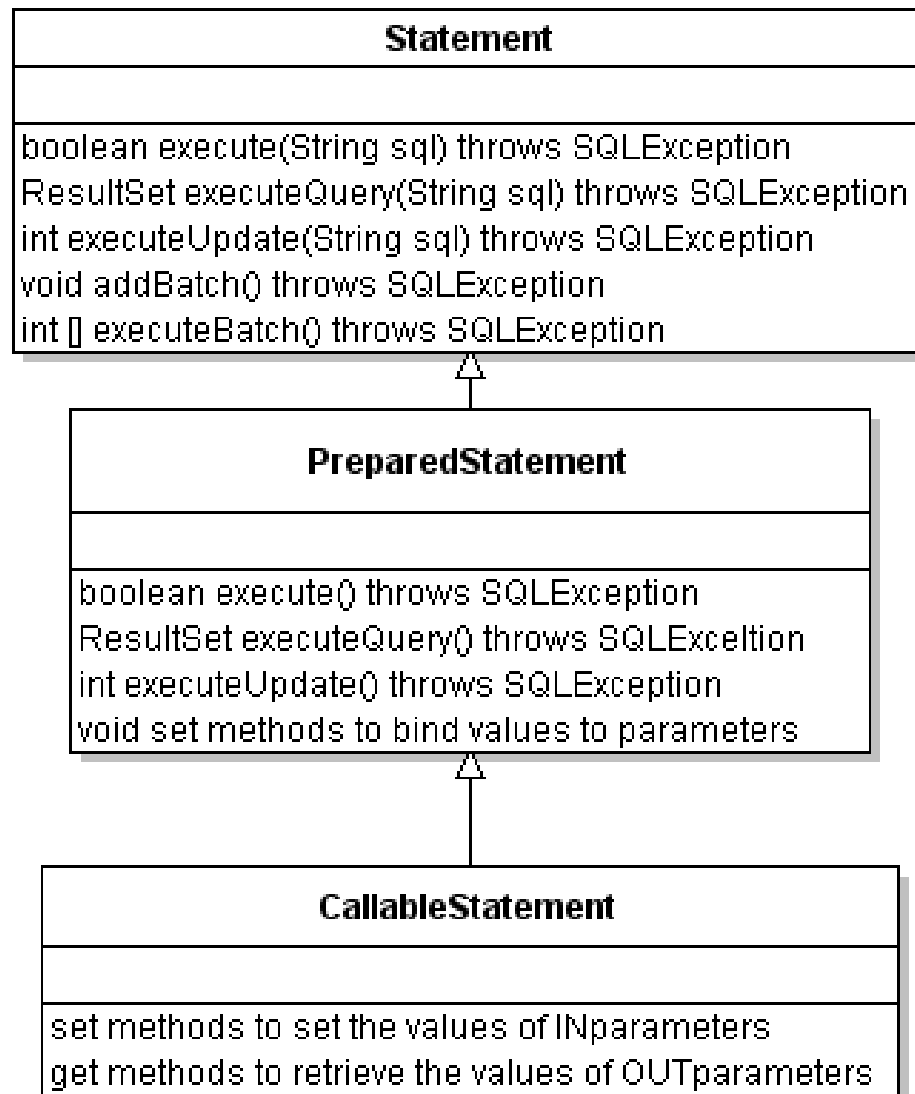 Statement
boolean execute(String sql) throws SQLException
ResultSet executeQuery(String sql) throws SQLException
int executeUpdate(String sql) throws SQLException
void addBatch() throws SQLException
int [] executeBatch() throws SQLException
PreparedStatement
boolean execute() throws SQLException
ResultSet executeQuery() throws SQLExceltion
int executeUpdate() throws SQLException
void set methods to bind values to parameters
CallableStatement
set methods to set the values of INparameters
get methods to retrieve the values of OUTparameters